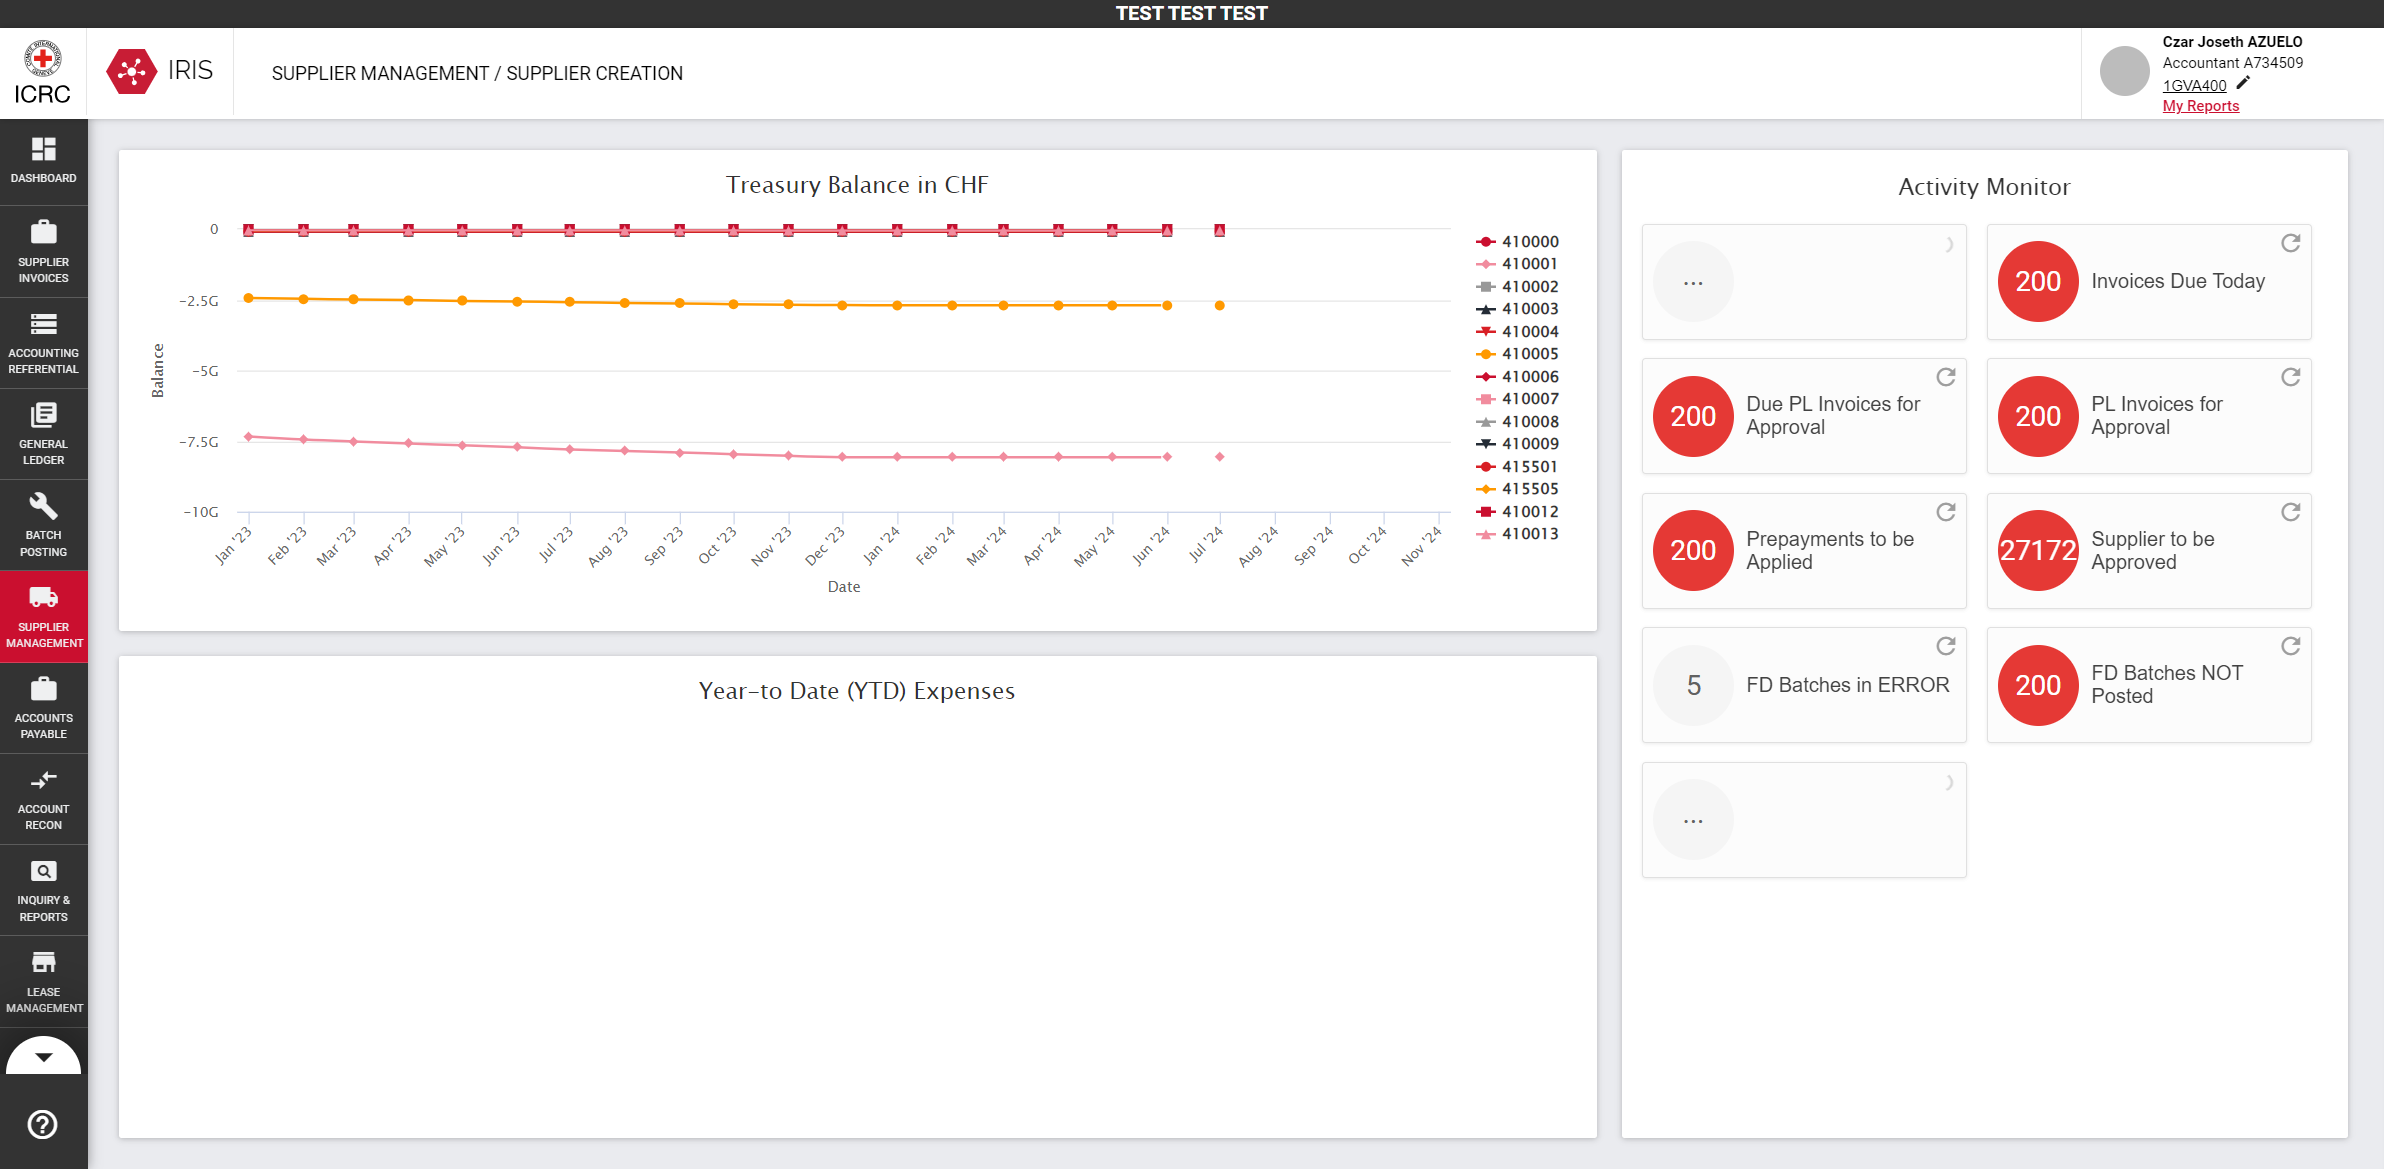 TEST TEST TEST
ICRC
IRIS
SUPPLIER MANAGEMENT / SUPPLIER CREATION
Czar Joseth AZUELO
Accountant A734509
1GVA400
My Reports
DASHBOARD
SUPPLIER
INVOICES
ACCOUNTING
REFERENTIAL
GENERAL
LEDGER
BATCH
POSTING
SUPPLIER
MANAGEMENT
ACCOUNTS
PAYABLE
ACCOUNT
RECON
INQUIRY &
REPORTS
LEASE
MANAGEMENT
Treasury Balance in CHF
0
−2.5G
−5G
−7.5G
−10G
Balance
Jan '23
Feb '23
Mar '23
Apr '23
May '23
Jun '23
Jul '23
Aug '23
Sep '23
Oct '23
Nov '23
Dec '23
Jan '24
Feb '24
Mar '24
Apr '24
May '24
Jun '24
Jul '24
Aug '24
Sep '24
Oct '24
Nov '24
Date
410000
410001
410002
410003
410004
410005
410006
410007
410008
410009
415501
415505
410012
410013
Year-to Date (YTD) Expenses
Activity Monitor
...
200 Invoices Due Today
200 Due PL Invoices for
Approval
200 PL Invoices for
Approval
200 Prepayments to be
Applied
27172 Supplier to be
Approved
5 FD Batches in ERROR
200 FD Batches NOT
Posted
...